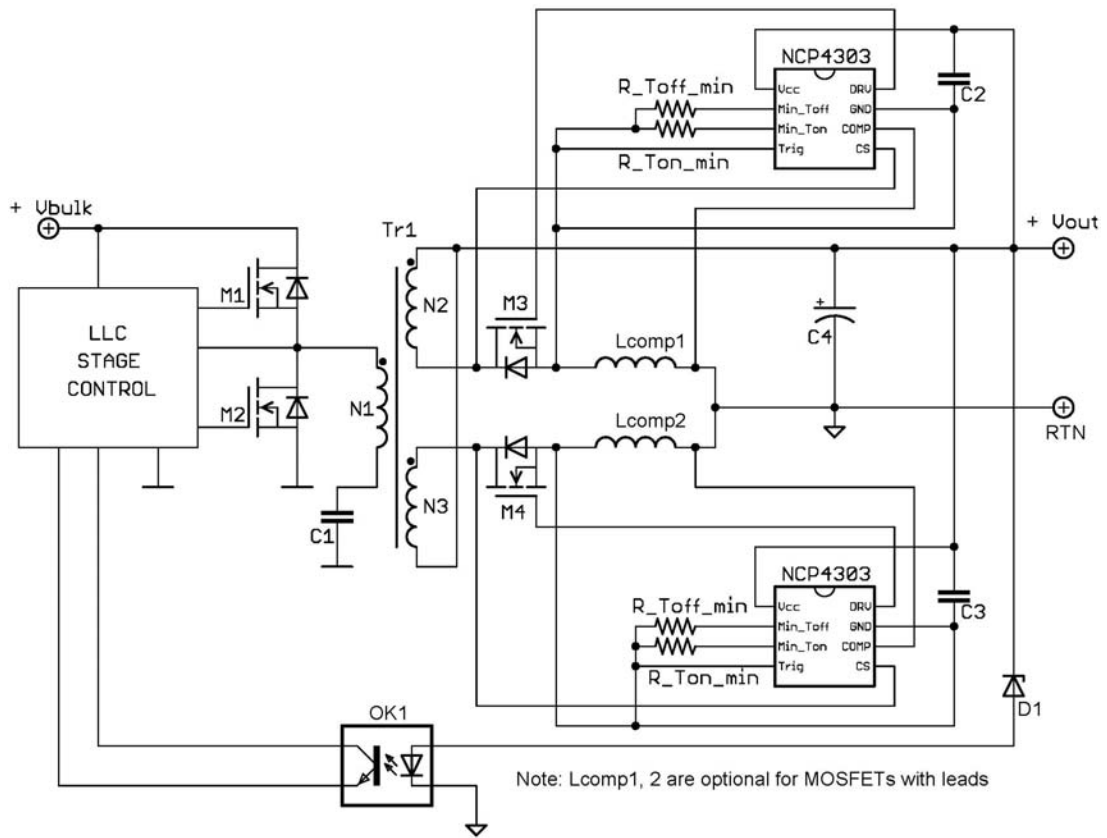 NCP4303
Vcc
DRV
Min_Toff
GND
Min_Ton
COMP
Trig
CS
R_Toff_min
R_Ton_min
C2
+ Vbulk
Tr1
+ Vout
M1
N2
M3
Lcomp1
+
C4
LLC
STAGE
CONTROL
M2
N1
Lcomp2
RTN
C1
N3
M4
NCP4303
Vcc
DRV
Min_Toff
GND
Min_Ton
COMP
Trig
CS
R_Toff_min
R_Ton_min
C3
D1
OK1
Note: Lcomp1, 2 are optional for MOSFETs with leads